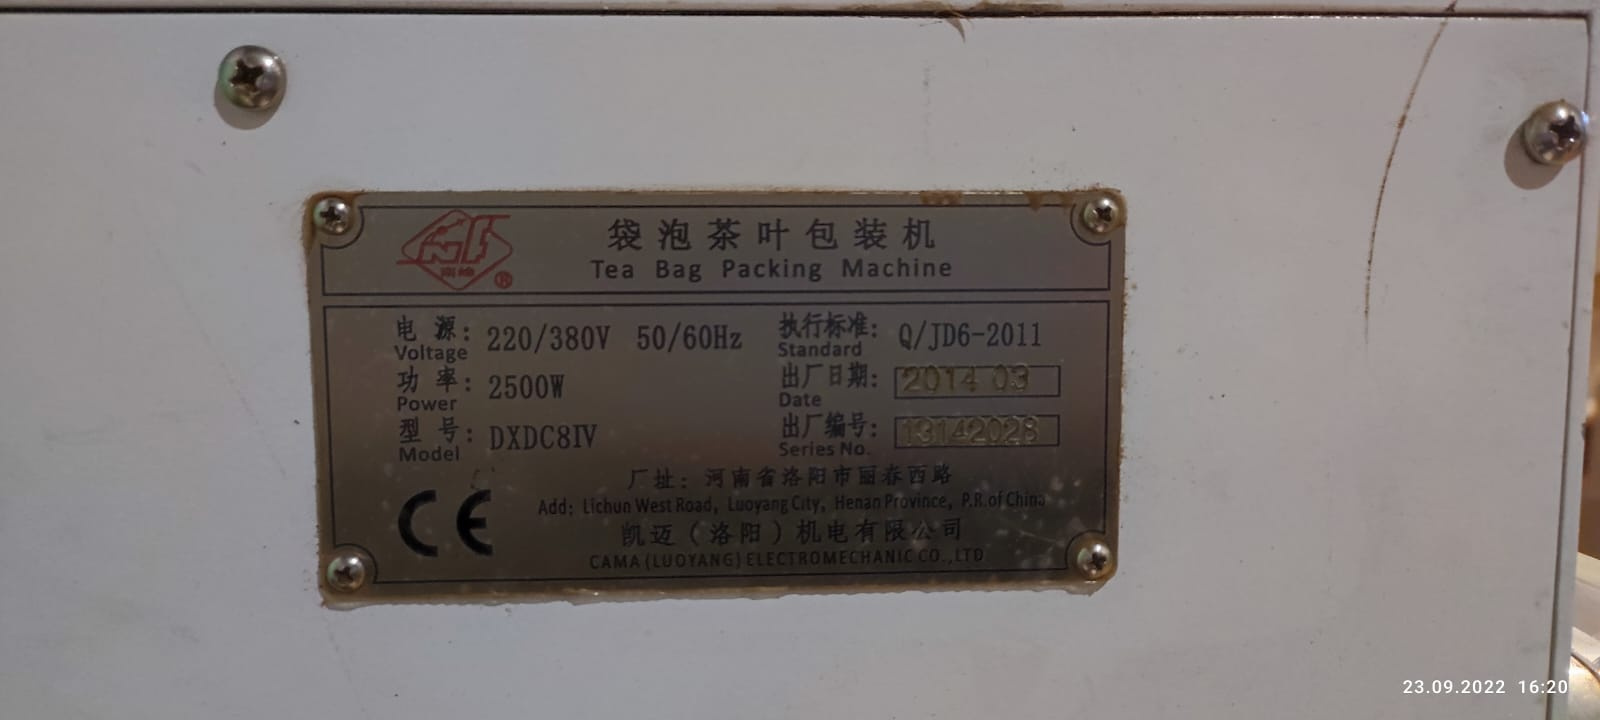 袋泡茶叶包装机
Tea Bag Packing Machine
®
电 源: 220/380V 50/60Hz
Voltage
功 率: 2500W
Power
型 号: DXDC8IV
Model
执行标准: Q/JD6-2011
Standard
出厂日期: 2014 03
Date
出厂编号: 13142028
Series No.
厂址: 河南省洛阳市丽春西路
Add: Lichun West Road, Luoyang City, Henan Province, P.R.of China
凯迈(洛阳)机电有限公司
CAMA (LUOYANG) ELECTROMECHANIC CO.,LTD
CE
23.09.2022 16:20